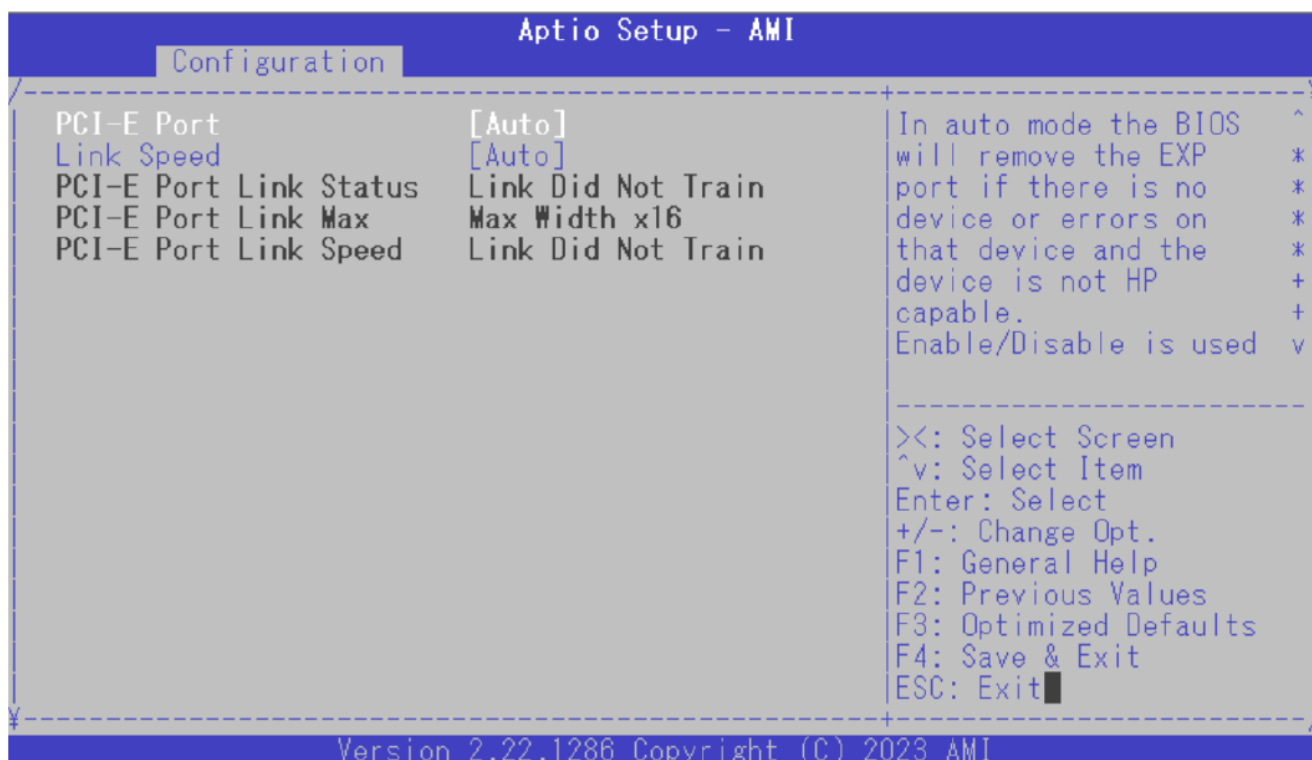 Aptio Setup - AMI
Configuration
PCI-E Port [Auto]
Link Speed [Auto]
PCI-E Port Link Status Link Did Not Train
PCI-E Port Link Max Max Width x16
PCI-E Port Link Speed Link Did Not Train
In auto mode the BIOS ^
will remove the EXP *
port if there is no *
device or errors on *
that device and the *
device is not HP +
capable. +
Enable/Disable is used v
><: Select Screen
^v: Select Item
Enter: Select
+/-: Change Opt.
F1: General Help
F2: Previous Values
F3: Optimized Defaults
F4: Save & Exit
ESC: Exit
Version 2.22.1286 Copyright (C) 2023 AMI